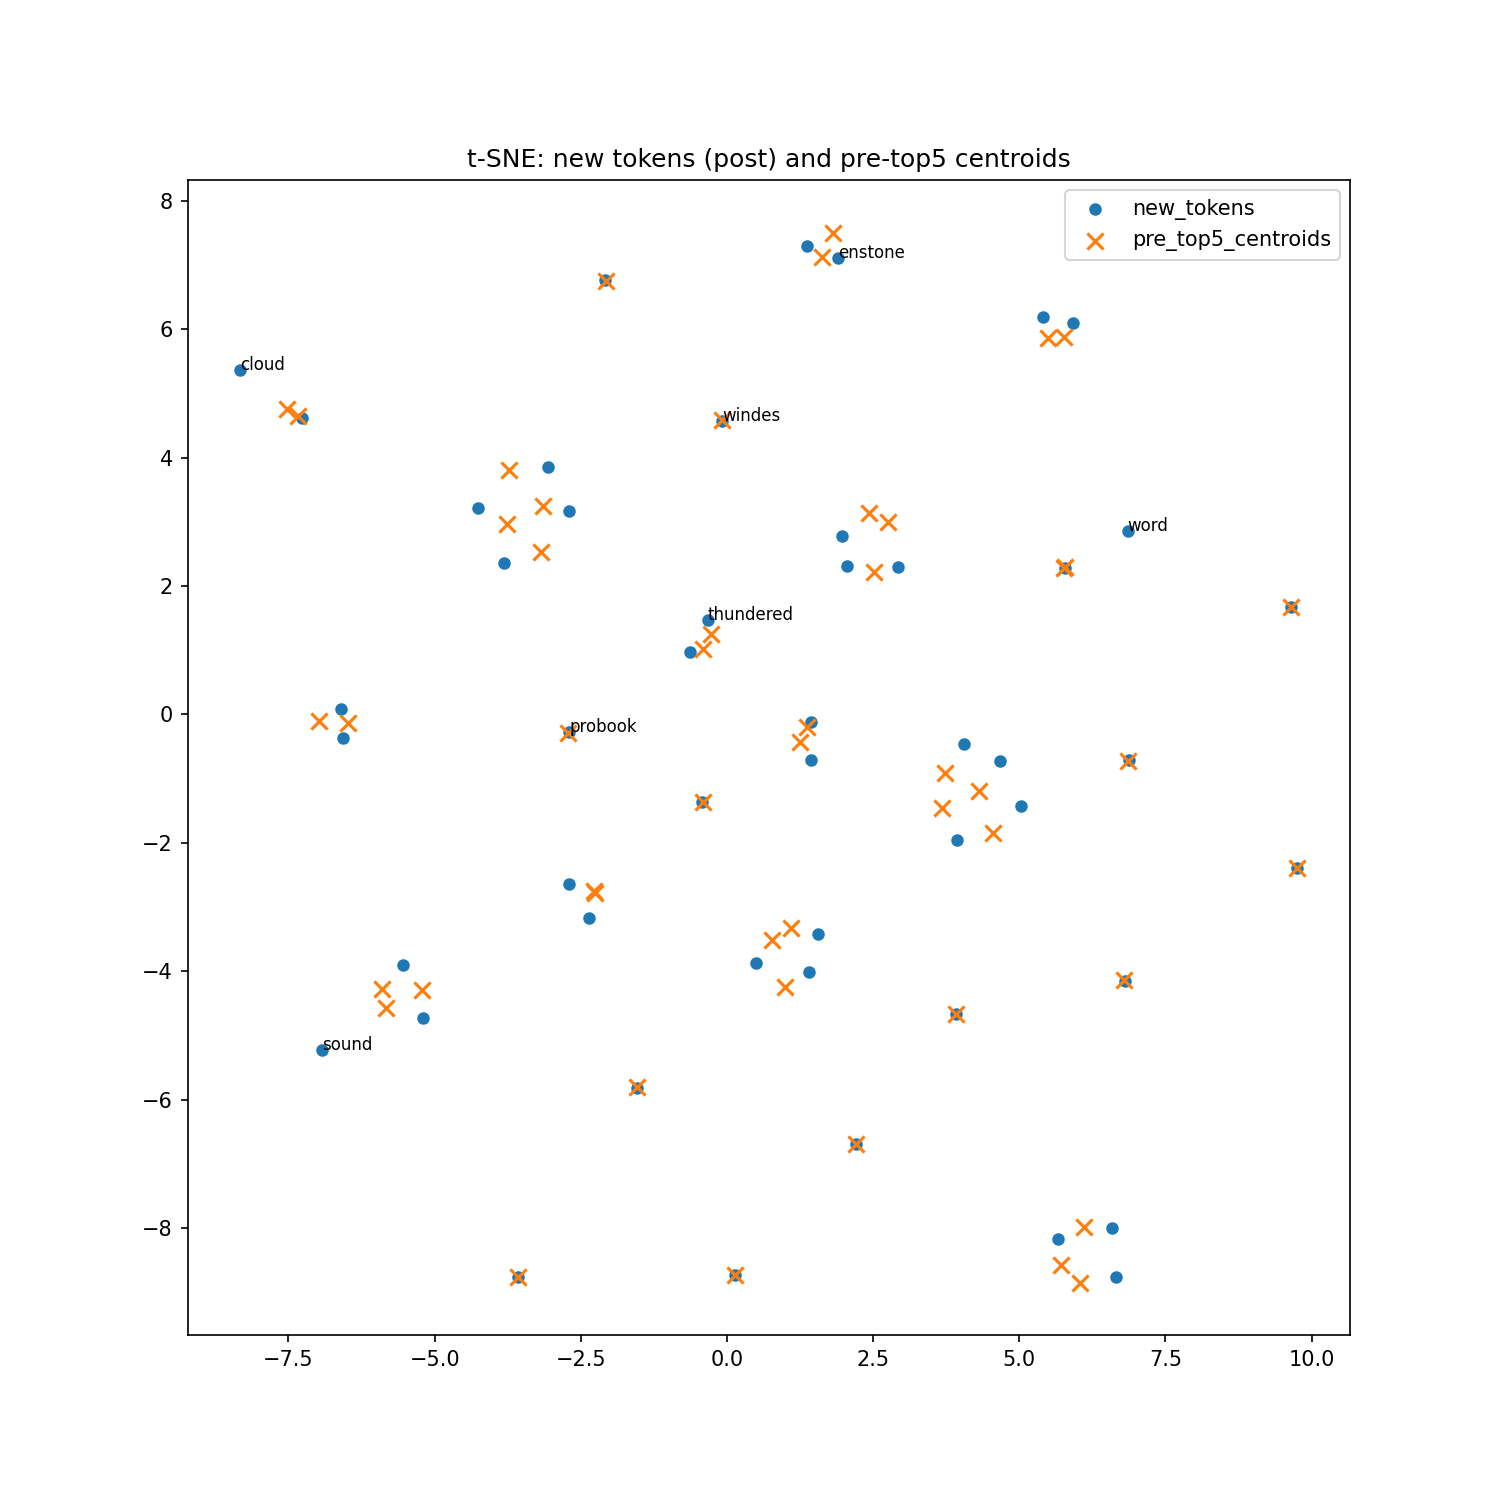 t-SNE: new tokens (post) and pre-top5 centroids
new_tokens
pre_top5_centroids
enstone
cloud
windes
word
thundered
probook
sound
8
6
4
2
0
−2
−4
−6
−8
−7.5 −5.0 −2.5 0.0 2.5 5.0 7.5 10.0